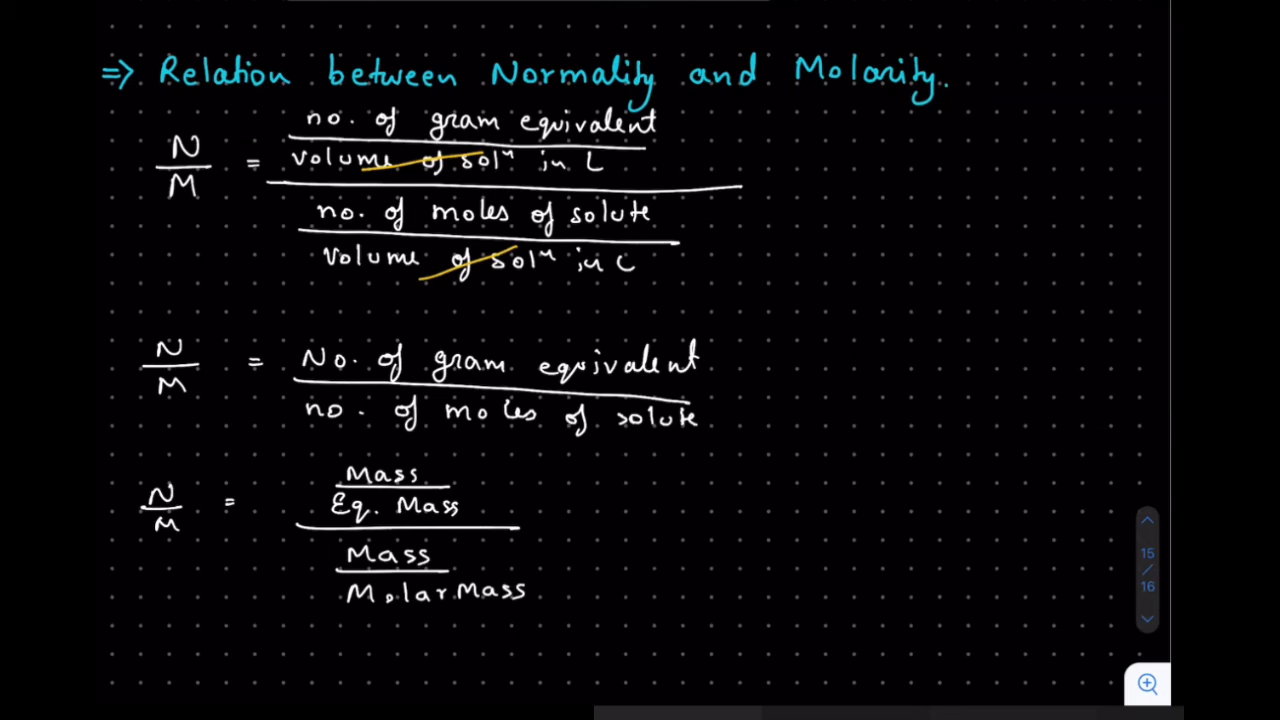 => Relation between Normality and Molarity.
no. of gram equivalent
N
volume of solⁿ in L
=
M
no. of moles of solute
volume of solⁿ in L
N
= No. of gram equivalent
M
no. of moles of solute
Mass
N
= Eq. Mass
M
Mass
Molar Mass
15
/
16